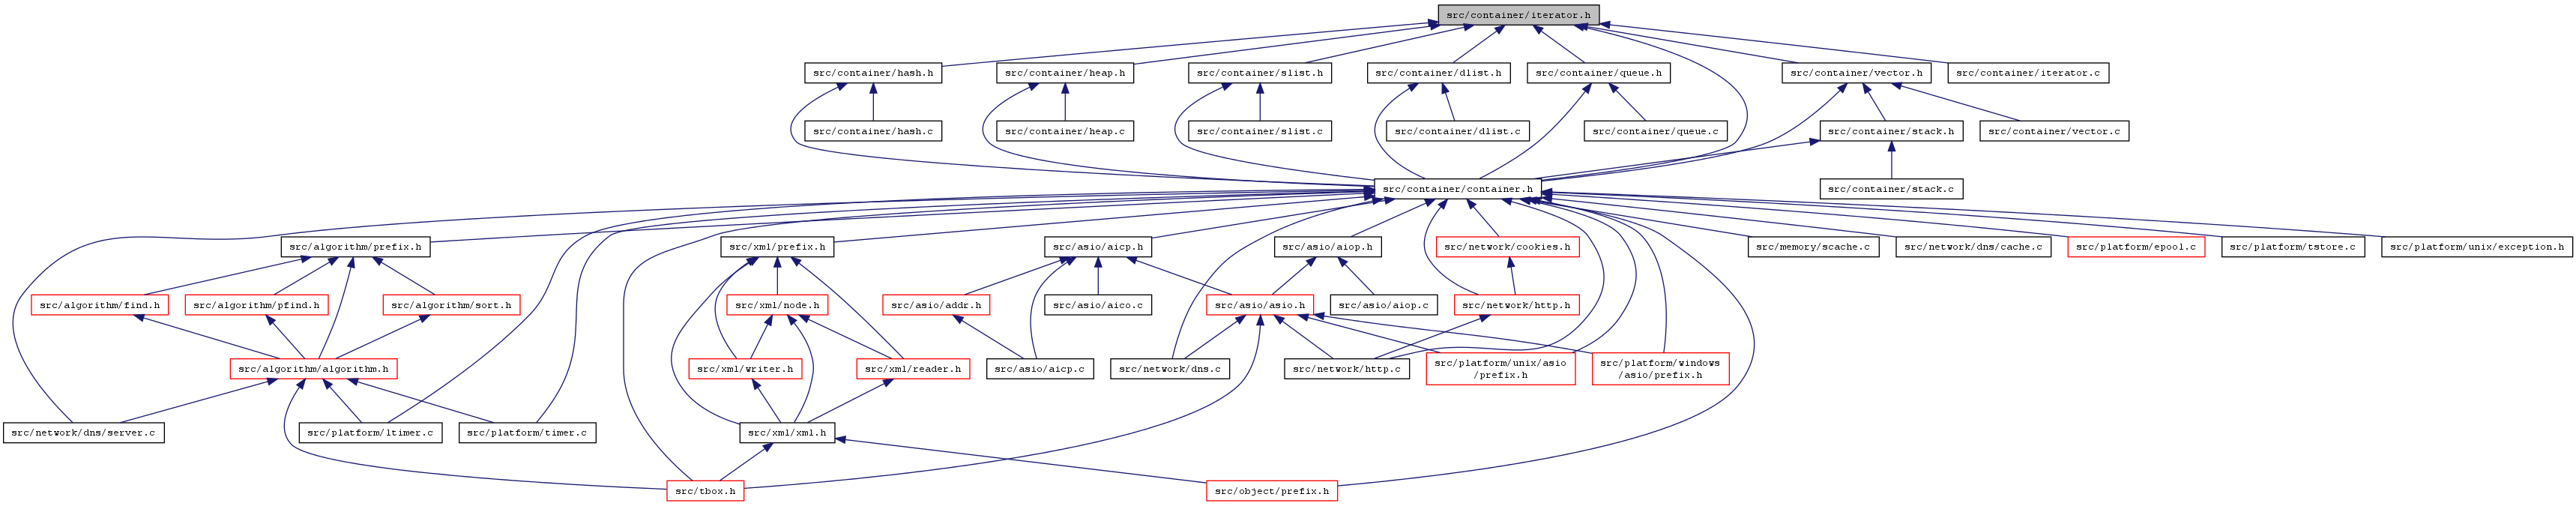 src/container/iterator.h
src/container/hash.h
src/container/heap.h
src/container/slist.h
src/container/dlist.h
src/container/queue.h
src/container/vector.h
src/container/iterator.c
src/container/hash.c
src/container/heap.c
src/container/slist.c
src/container/dlist.c
src/container/queue.c
src/container/stack.h
src/container/vector.c
src/container/container.h
src/container/stack.c
src/algorithm/prefix.h
src/xml/prefix.h
src/asio/aicp.h
src/asio/aiop.h
src/network/cookies.h
src/memory/scache.c
src/network/dns/cache.c
src/platform/epool.c
src/platform/tstore.c
src/platform/unix/exception.h
src/algorithm/find.h
src/algorithm/pfind.h
src/algorithm/sort.h
src/xml/node.h
src/asio/addr.h
src/asio/aico.c
src/asio/asio.h
src/asio/aiop.c
src/network/http.h
src/algorithm/algorithm.h
src/xml/writer.h
src/xml/reader.h
src/asio/aicp.c
src/network/dns.c
src/network/http.c
src/platform/unix/asio
/prefix.h
src/platform/windows
/asio/prefix.h
src/network/dns/server.c
src/platform/ltimer.c
src/platform/timer.c
src/xml/xml.h
src/tbox.h
src/object/prefix.h